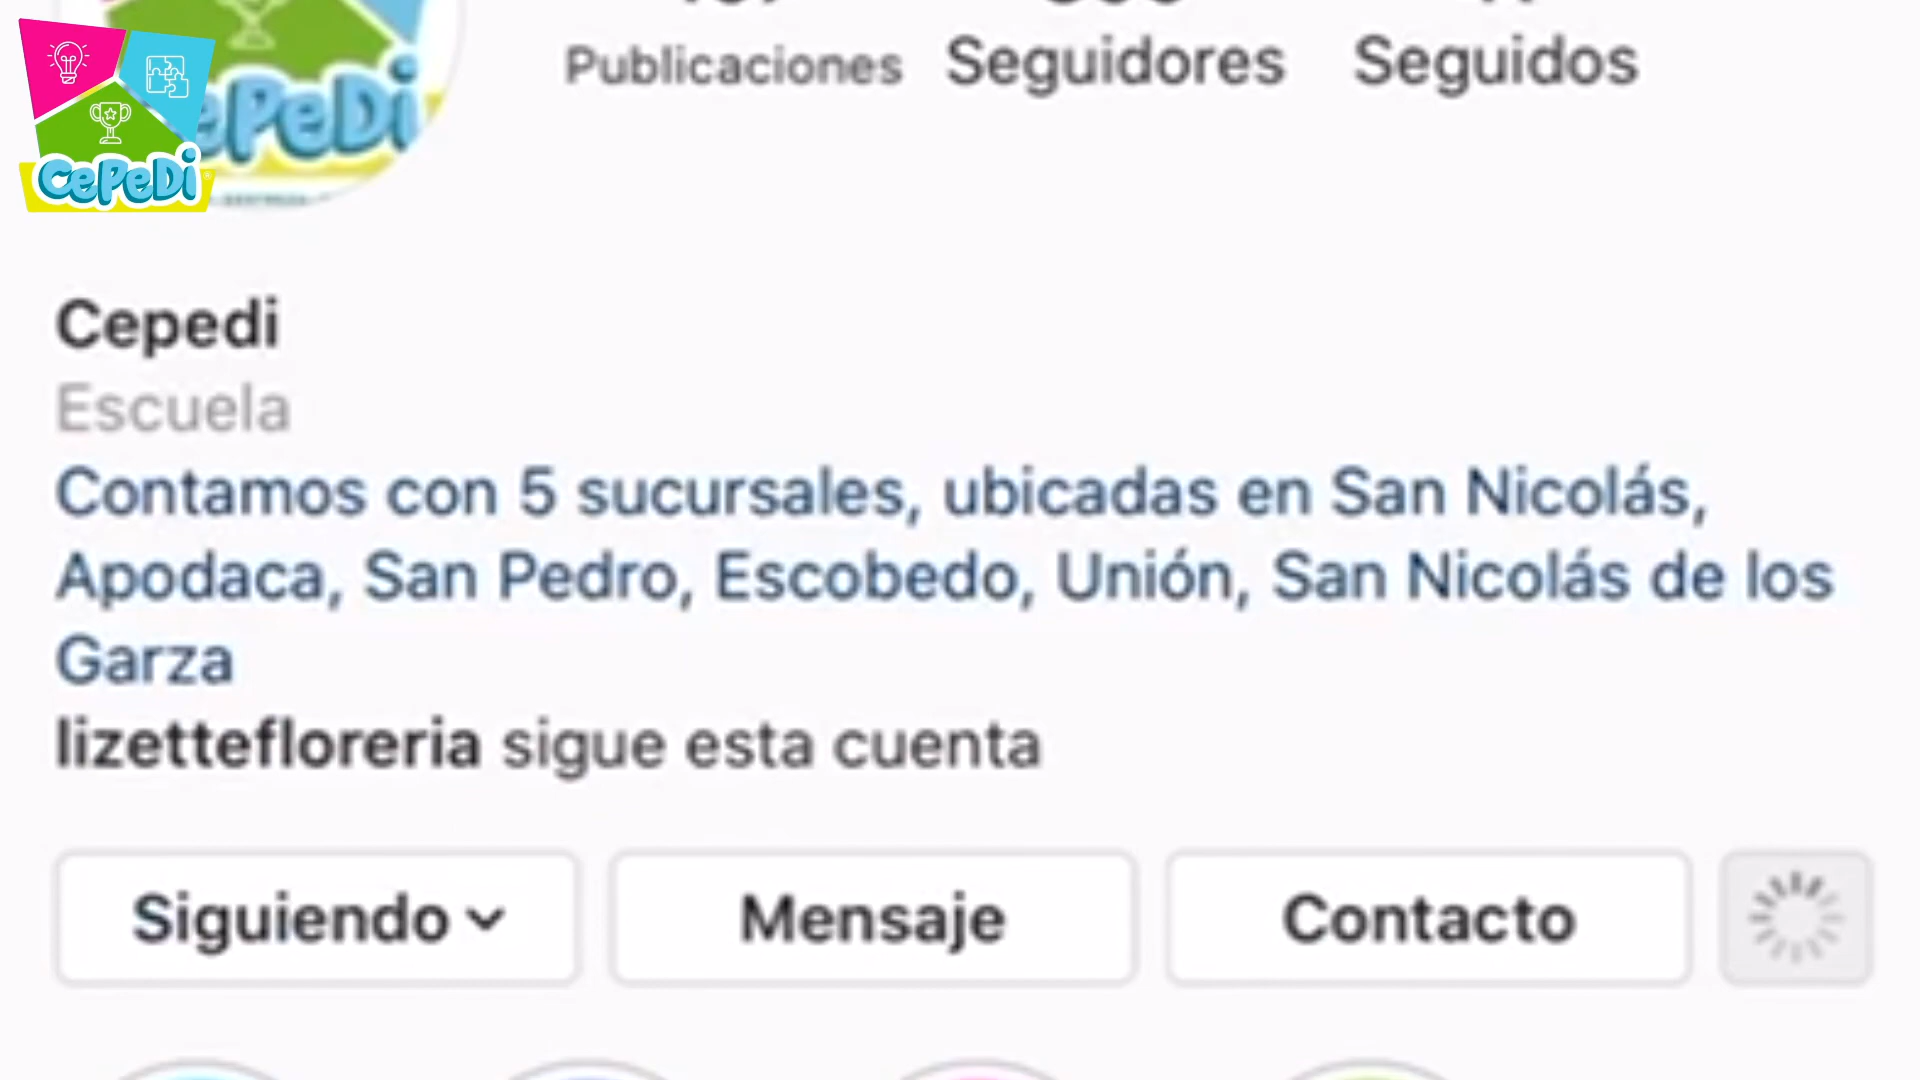 Publicaciones Seguidores Seguidos
CePeDi
CePeDi
Cepedi
Escuela
Contamos con 5 sucursales, ubicadas en San Nicolás,
Apodaca, San Pedro, Escobedo, Unión, San Nicolás de los
Garza
lizettefloreria sigue esta cuenta
Siguiendo Mensaje Contacto